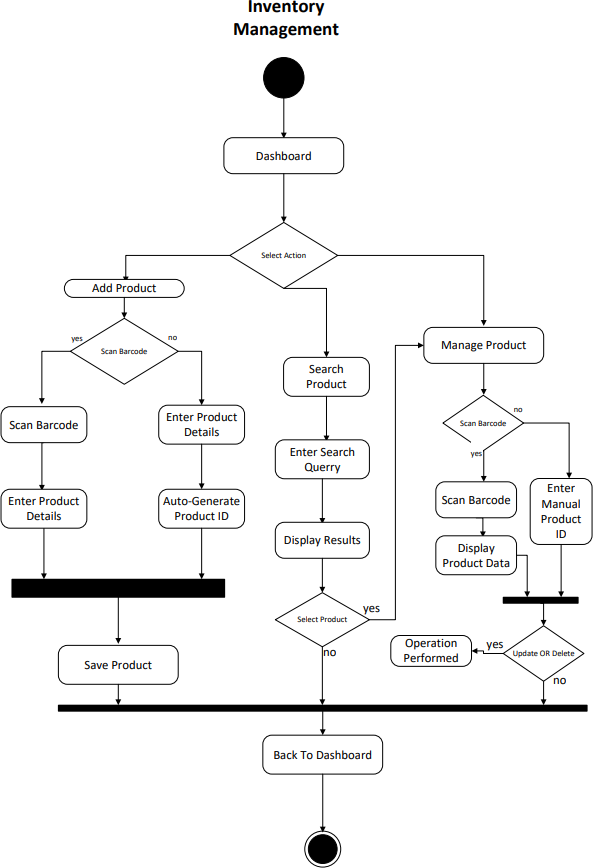 Inventory
Management
Dashboard
Select Action
Add Product
yes
Scan Barcode
no
Scan Barcode
Enter Product
Details
Enter Product
Details
Auto-Generate
Product ID
Save Product
Search
Product
Enter Search
Querry
Display Results
Select Product
yes
no
Manage Product
Scan Barcode
no
yes
Scan Barcode
Display
Product Data
Enter
Manual
Product
ID
Update OR Delete
yes
no
Operation
Performed
Back To Dashboard